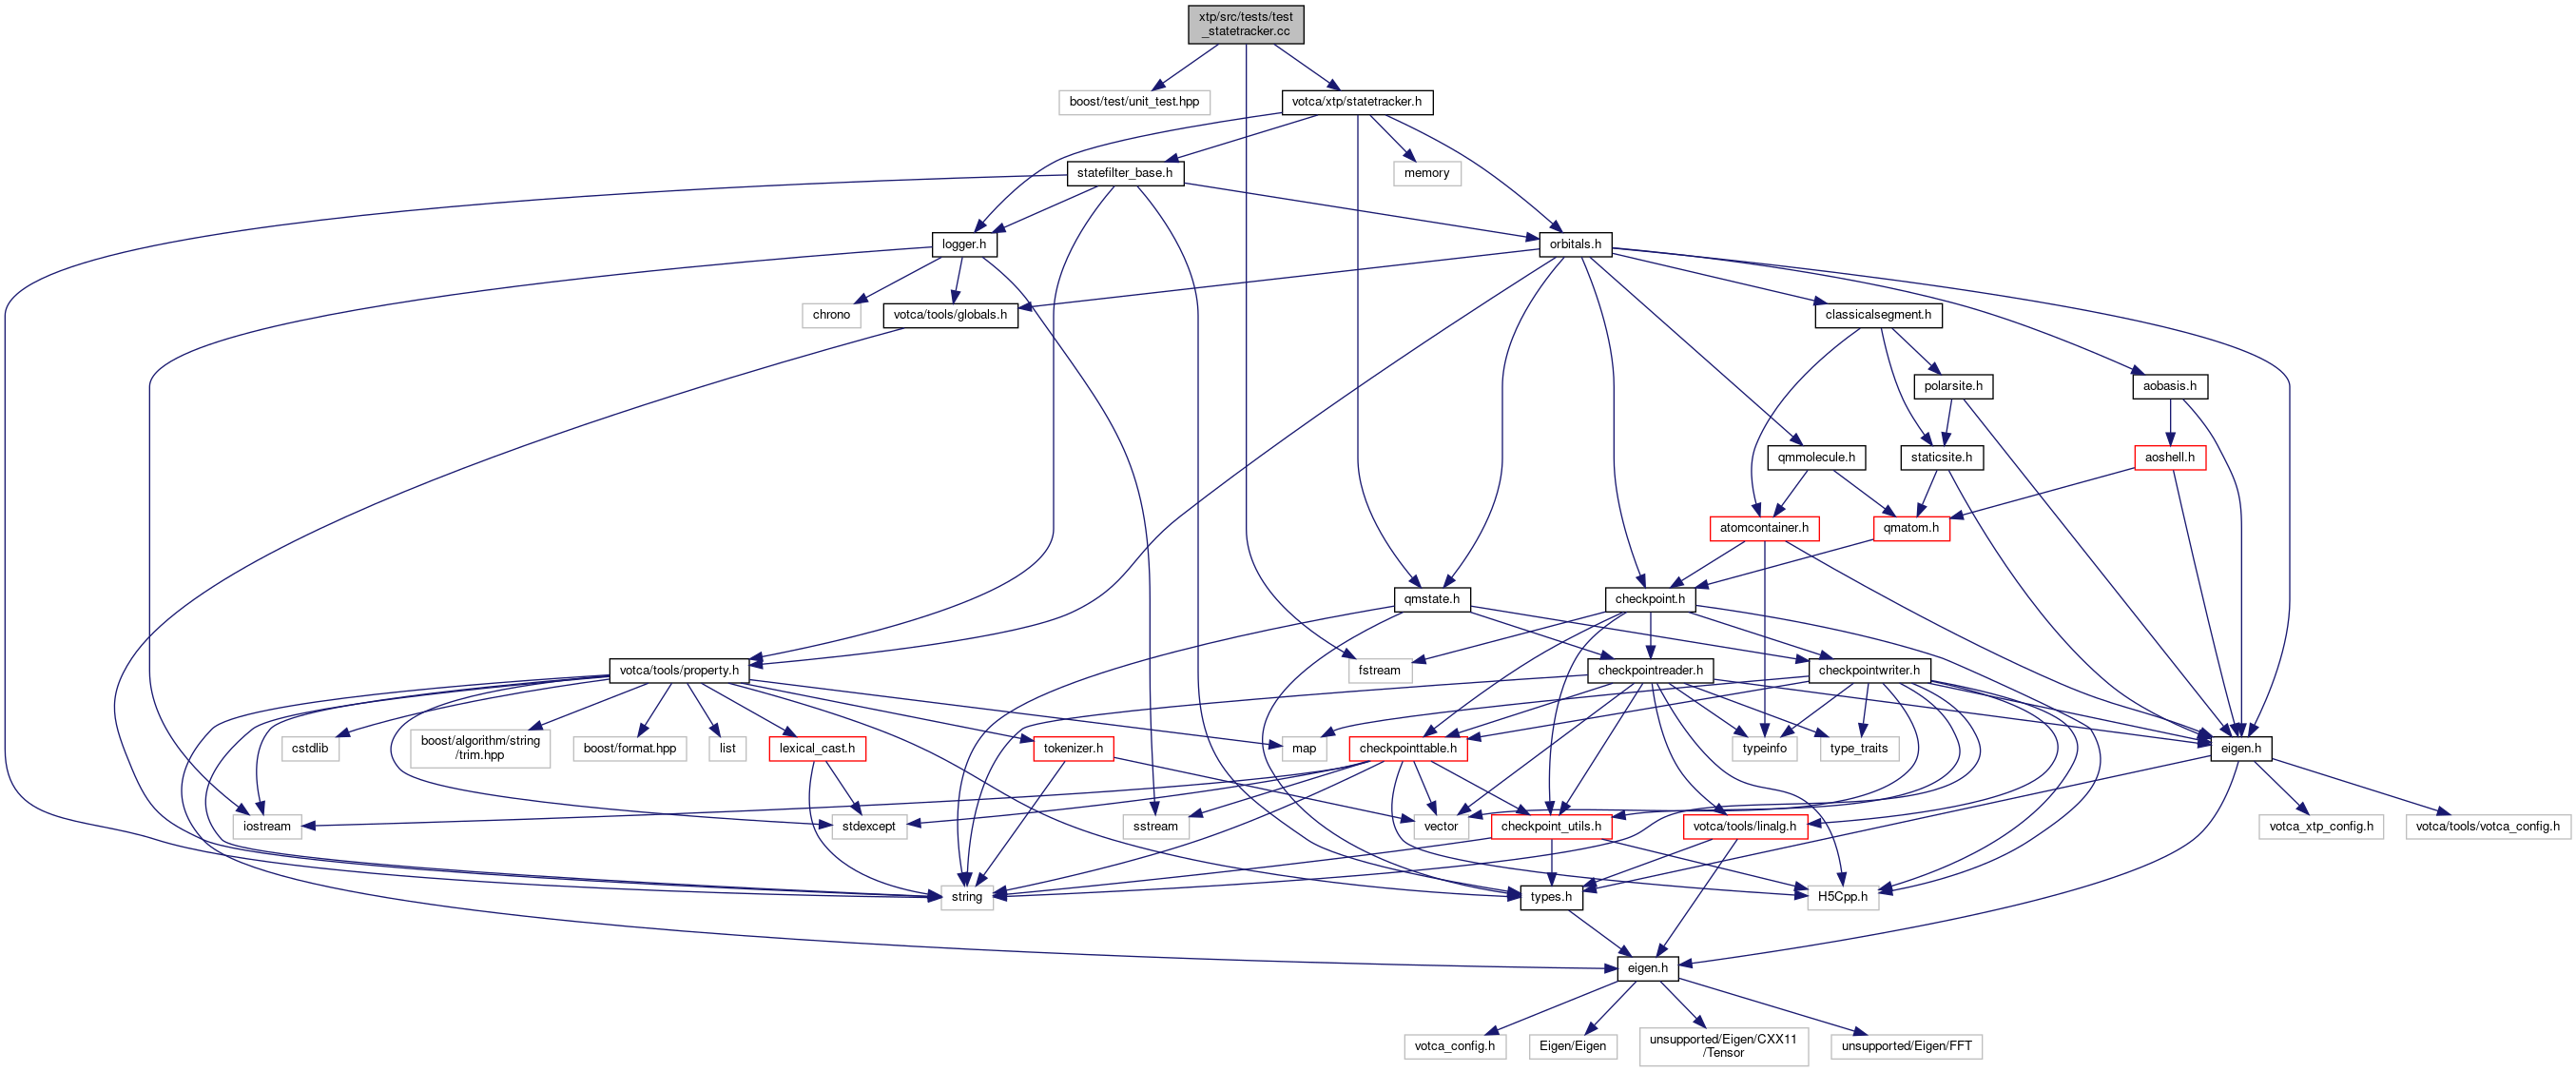 xtp/src/tests/test
_statetracker.cc
boost/test/unit_test.hpp
votca/xtp/statetracker.h
statefilter_base.h
memory
logger.h
orbitals.h
chrono
votca/tools/globals.h
classicalsegment.h
polarsite.h
aobasis.h
qmmolecule.h
staticsite.h
aoshell.h
atomcontainer.h
qmatom.h
qmstate.h
checkpoint.h
votca/tools/property.h
fstream
checkpointreader.h
checkpointwriter.h
cstdlib
boost/algorithm/string
/trim.hpp
boost/format.hpp
list
lexical_cast.h
tokenizer.h
map
checkpointtable.h
typeinfo
type_traits
eigen.h
iostream
stdexcept
sstream
vector
checkpoint_utils.h
votca/tools/linalg.h
votca_xtp_config.h
votca/tools/votca_config.h
string
types.h
H5Cpp.h
eigen.h
votca_config.h
Eigen/Eigen
unsupported/Eigen/CXX11
/Tensor
unsupported/Eigen/FFT